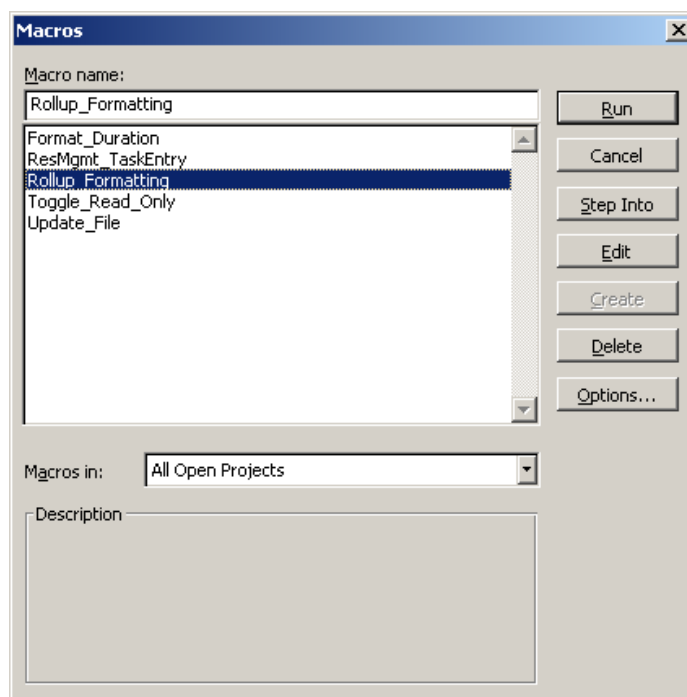 Macros
Macro name:
Rollup_Formatting
Run
Format_Duration
ResMgmt_TaskEntry
Rollup_Formatting
Toggle_Read_Only
Update_File
Cancel
Step Into
Edit
Create
Delete
Options...
Macros in:
All Open Projects
Description